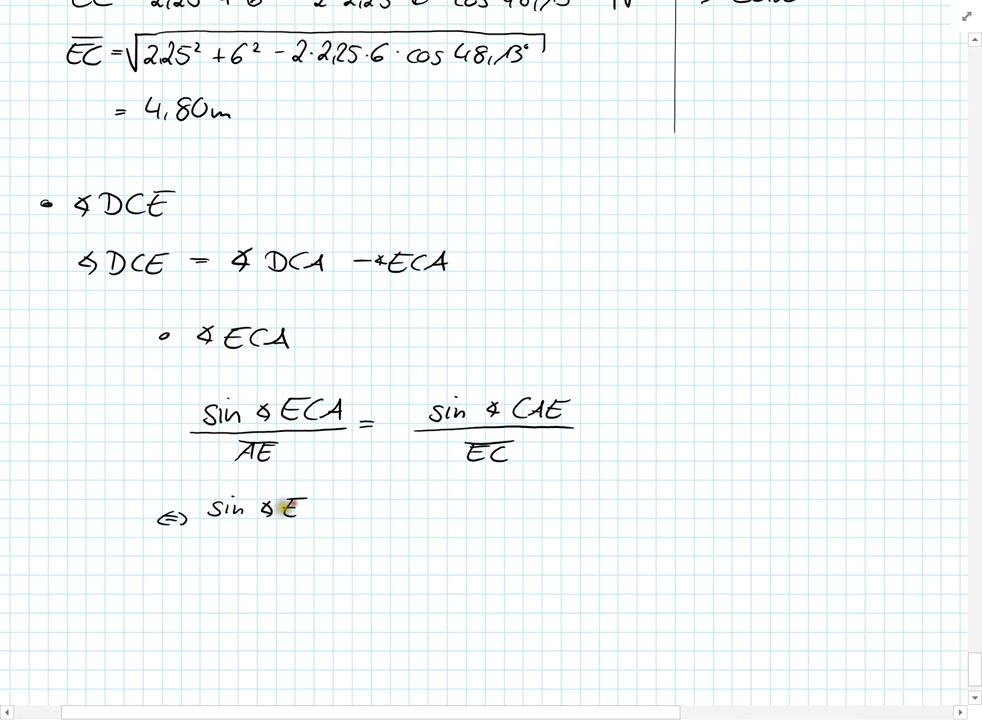 EC = √2,25² + 6² - 2·2,25·6·cos 48,13°
= 4,80m
• ∢ DCE
∢ DCE = ∢ DCA - ∢ ECA
• ∢ ECA
sin ∢ ECA / AE = sin ∢ CAE / EC
⇔ sin ∢ E